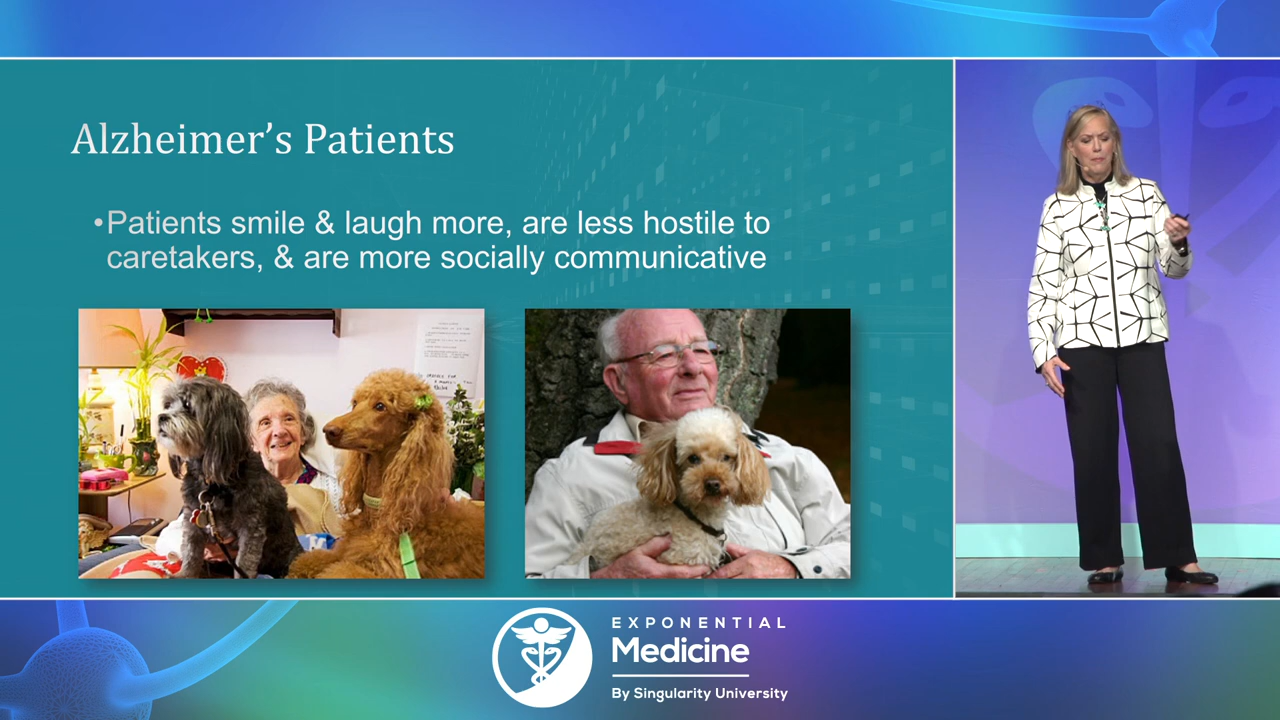 Alzheimer's Patients
•Patients smile & laugh more, are less hostile to
caretakers, & are more socially communicative
EXPONENTIAL
Medicine
By Singularity University